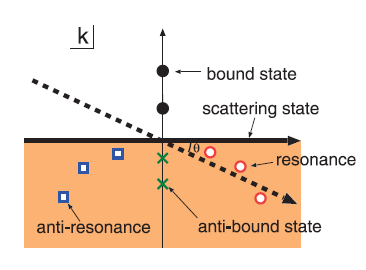 k
bound state
scattering state
θ
resonance
anti-resonance
anti-bound state